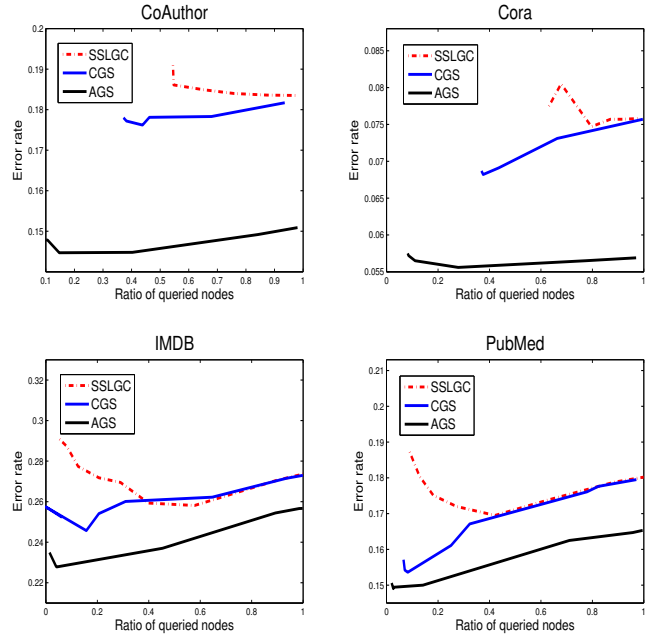 CoAuthor
0.2
0.19
0.18
0.17
0.16
0.15
Error rate
SSLGC
CGS
AGS
0.1 0.2 0.3 0.4 0.5 0.6 0.7 0.8 0.9 1
Ratio of queried nodes
Cora
0.085
0.08
0.075
0.07
0.065
0.06
0.055
Error rate
SSLGC
CGS
AGS
0 0.2 0.4 0.6 0.8 1
Ratio of queried nodes
IMDB
0.32
0.3
0.28
0.26
0.24
0.22
Error rate
SSLGC
CGS
AGS
0 0.2 0.4 0.6 0.8 1
Ratio of queried nodes
PubMed
0.21
0.2
0.19
0.18
0.17
0.16
0.15
Error rate
SSLGC
CGS
AGS
0 0.2 0.4 0.6 0.8 1
Ratio of queried nodes